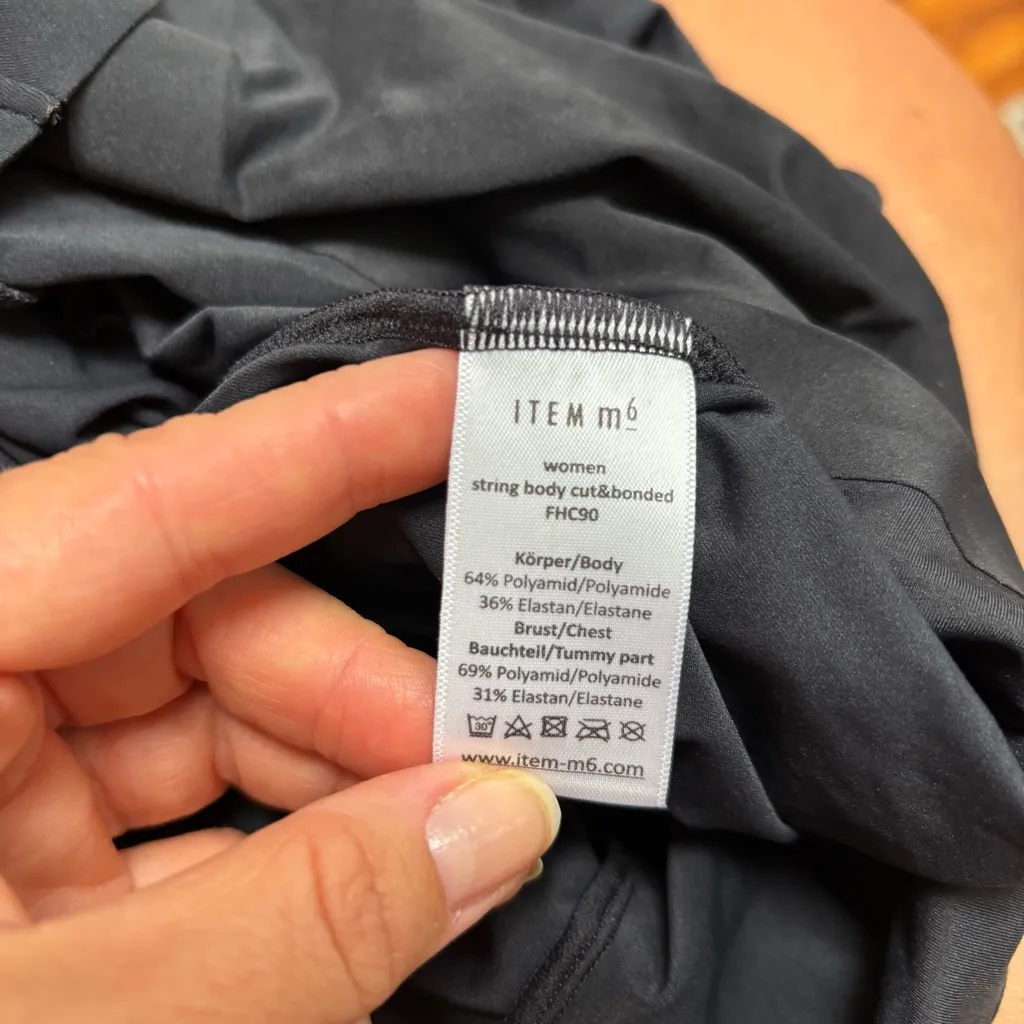 ITEM m6
women
string body cut&bonded
FHC90
Körper/Body
64% Polyamid/Polyamide
36% Elastan/Elastane
Brust/Chest
Bauchteil/Tummy part
69% Polyamid/Polyamide
31% Elastan/Elastane
30
www.item-m6.com